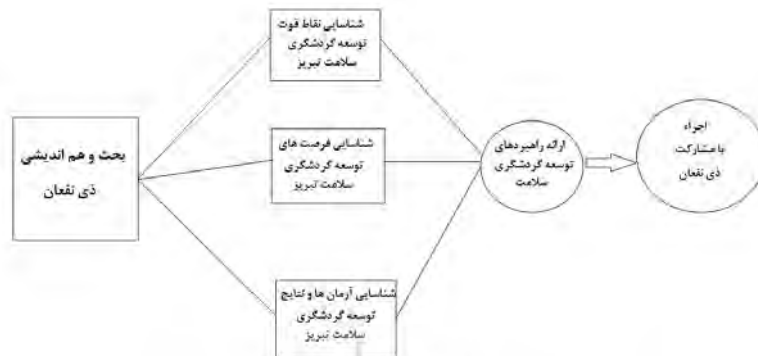 بحث و هم اندیشی
ذی نفعان
شناسایی نقاط قوت
توسعه گردشگری
سلامت تبریز
شناسایی فرصت های
توسعه گردشگری
سلامت تبریز
شناسایی آرمان ها و نتایج
توسعه گردشگری
سلامت تبریز
ارائه راهبردهای
توسعه گردشگری
سلامت
اجراء
با مشارکت
ذی نفعان